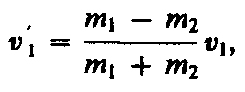 v′₁ = (m₁ − m₂)/(m₁ + m₂) v₁,